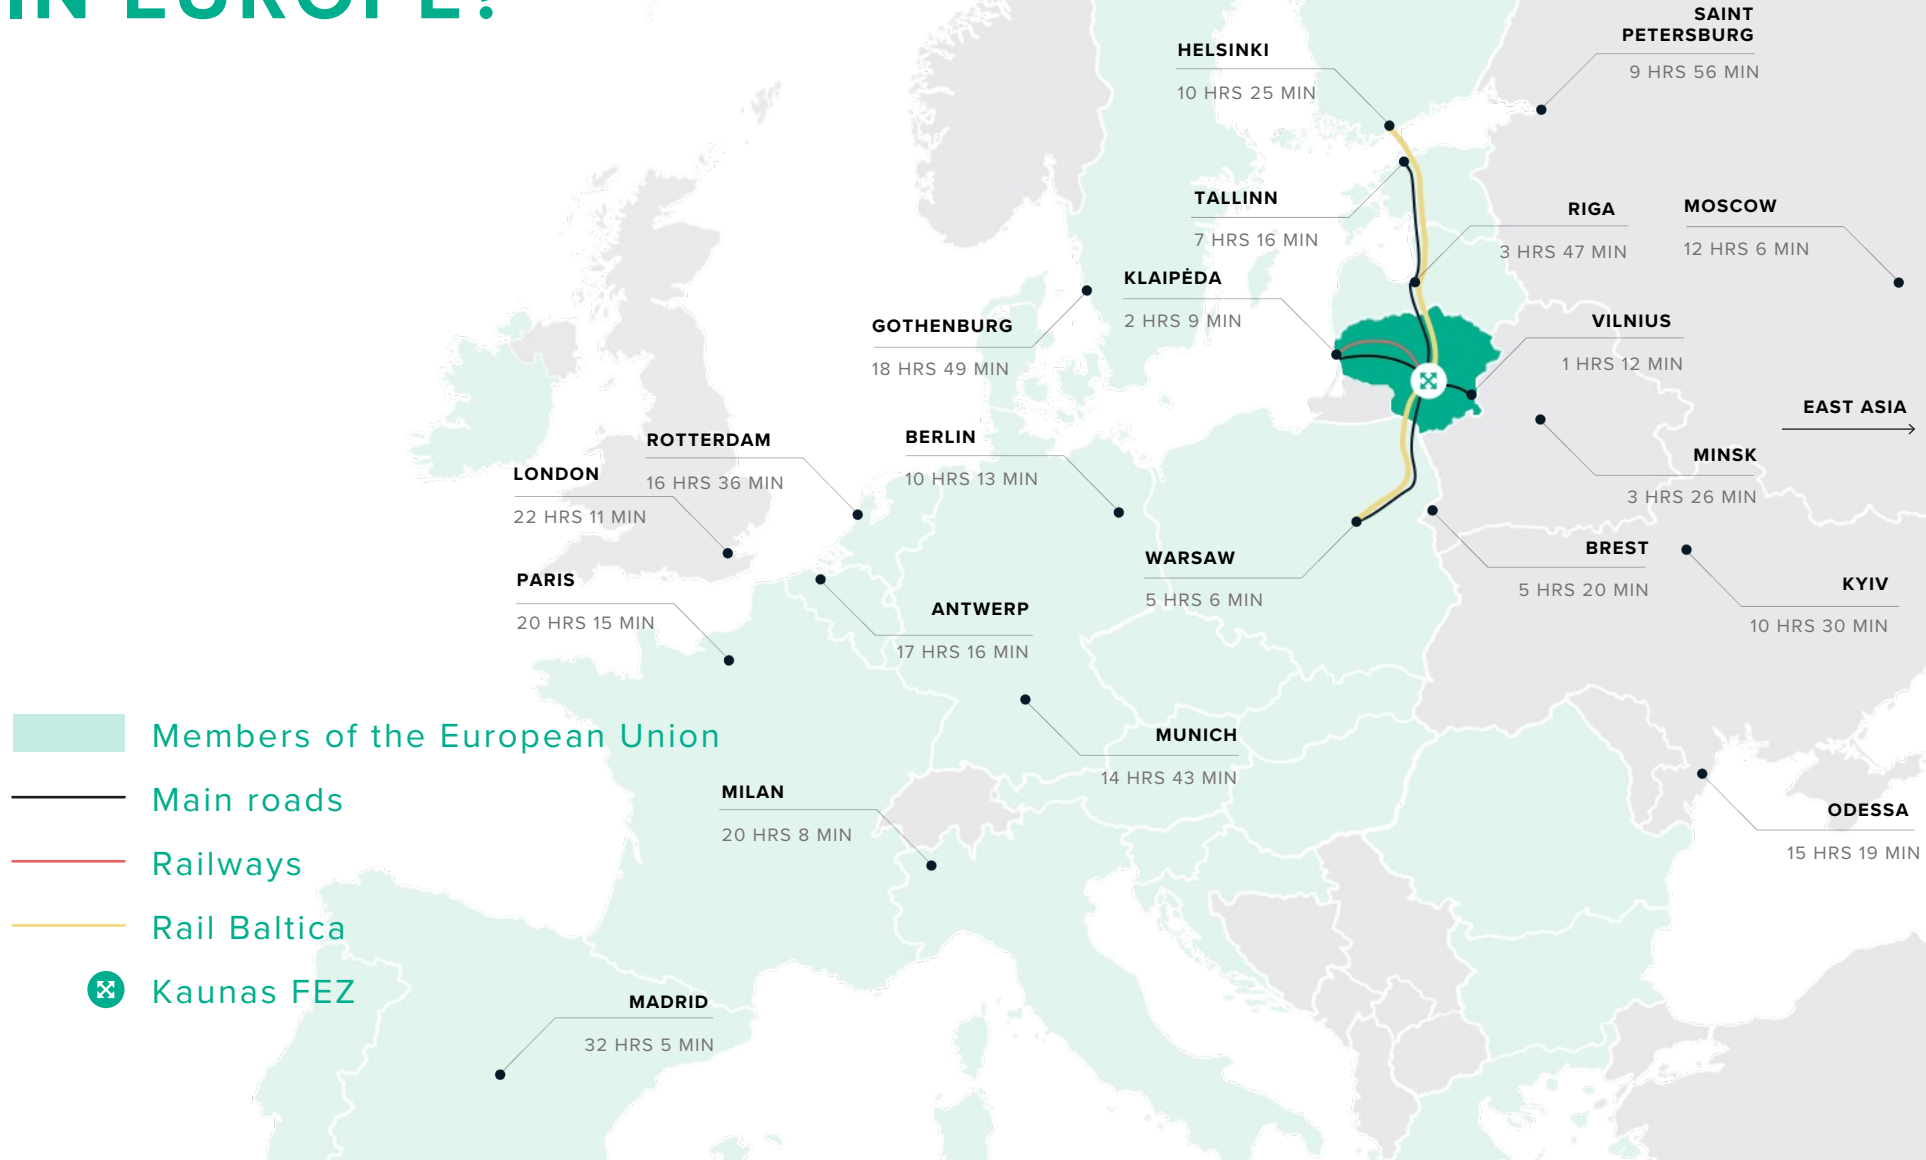 IN EUROPE?
SAINT
PETERSBURG
9 HRS 56 MIN
HELSINKI
10 HRS 25 MIN
TALLINN
7 HRS 16 MIN
RIGA
3 HRS 47 MIN
MOSCOW
12 HRS 6 MIN
KLAIPĖDA
2 HRS 9 MIN
GOTHENBURG
18 HRS 49 MIN
VILNIUS
1 HRS 12 MIN
EAST ASIA
ROTTERDAM
16 HRS 36 MIN
BERLIN
10 HRS 13 MIN
LONDON
22 HRS 11 MIN
MINSK
3 HRS 26 MIN
WARSAW
5 HRS 6 MIN
BREST
5 HRS 20 MIN
KYIV
10 HRS 30 MIN
PARIS
20 HRS 15 MIN
ANTWERP
17 HRS 16 MIN
MUNICH
14 HRS 43 MIN
MILAN
20 HRS 8 MIN
ODESSA
15 HRS 19 MIN
MADRID
32 HRS 5 MIN
Members of the European Union
Main roads
Railways
Rail Baltica
Kaunas FEZ